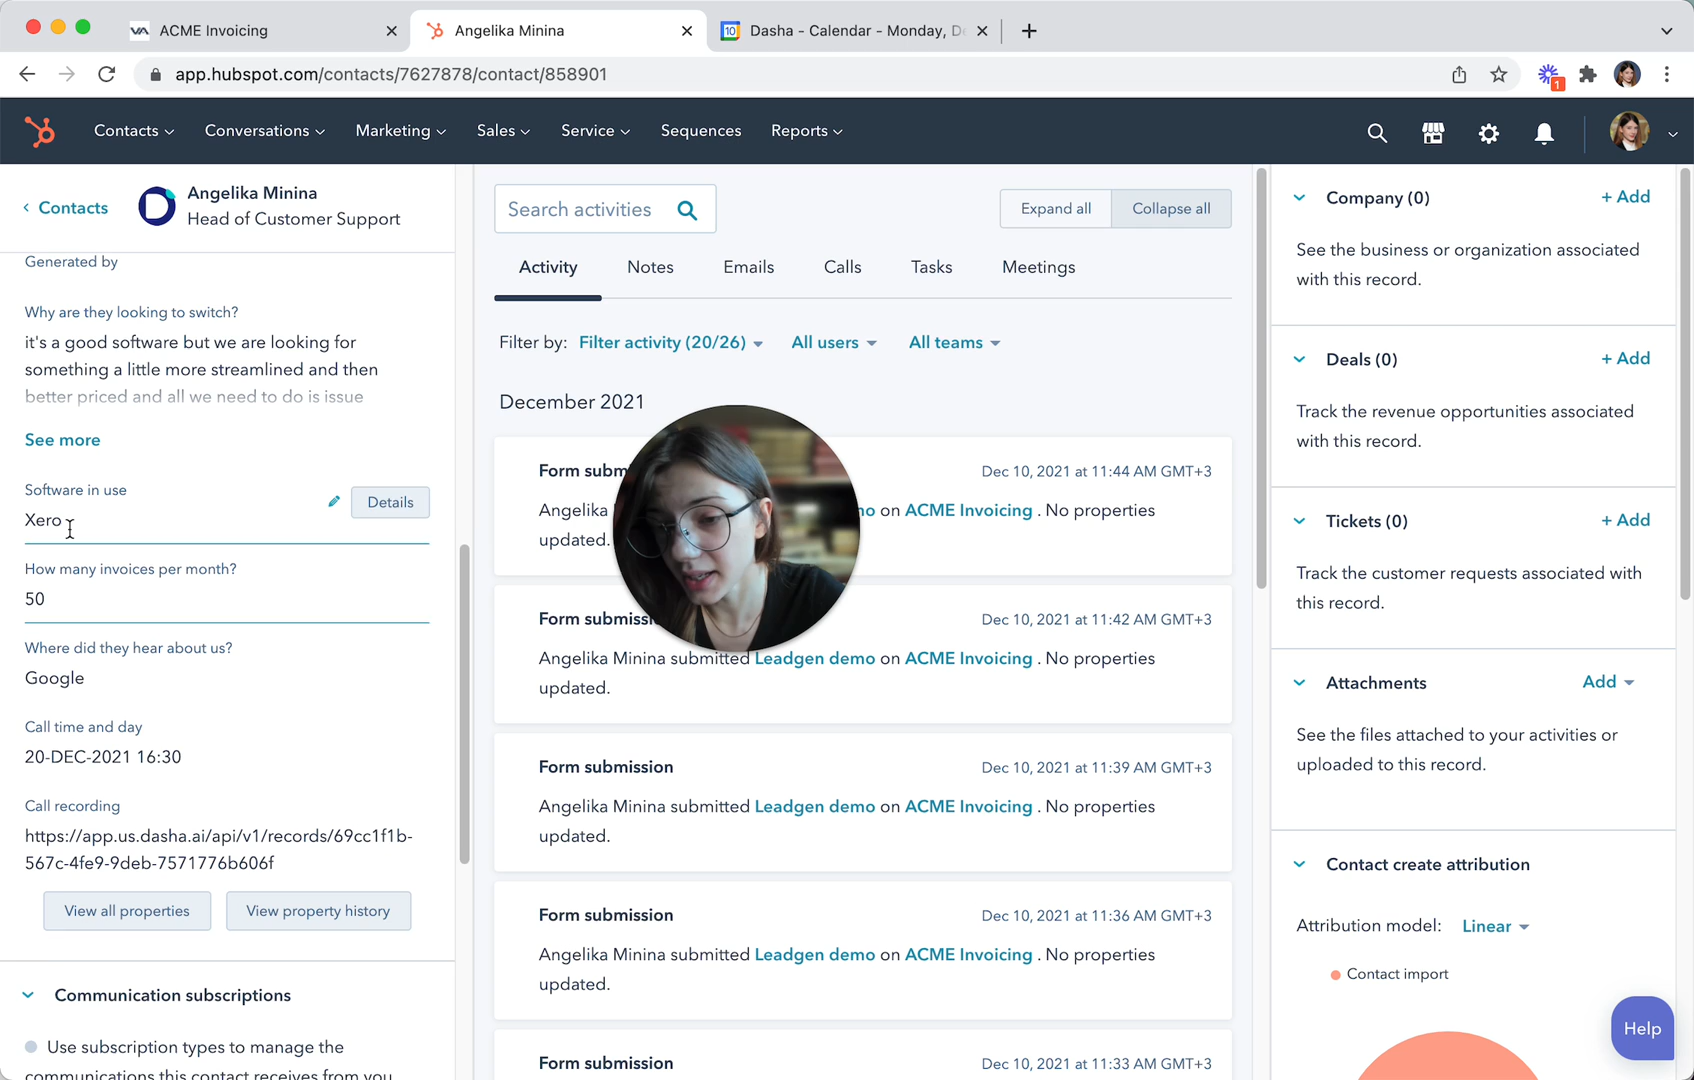 ACME Invoicing
Angelika Minina
10
Dasha - Calendar - Monday, D
app.hubspot.com/contacts/7627878/contact/858901
1
Contacts
Conversations
Marketing
Sales
Service
Sequences
Reports
Contacts
Angelika Minina
Head of Customer Support
Generated by
Why are they looking to switch?
it's a good software but we are looking for
something a little more streamlined and then
better priced and all we need to do is issue
See more
Software in use
Details
Xero
How many invoices per month?
50
Where did they hear about us?
Google
Call time and day
20-DEC-2021 16:30
Call recording
https://app.us.dasha.ai/api/v1/records/69cc1f1b-
567c-4fe9-9deb-7571776b606f
View all properties
View property history
Communication subscriptions
Use subscription types to manage the
communications this contact receives from you
Search activities
Expand all
Collapse all
Activity
Notes
Emails
Calls
Tasks
Meetings
Filter by:
Filter activity (20/26)
All users
All teams
December 2021
Form subm
Dec 10, 2021 at 11:44 AM GMT+3
Angelika
no on ACME Invoicing . No properties
updated.
Form submissi
Dec 10, 2021 at 11:42 AM GMT+3
Angelika Minina submitted Leadgen demo on ACME Invoicing . No properties
updated.
Form submission
Dec 10, 2021 at 11:39 AM GMT+3
Angelika Minina submitted Leadgen demo on ACME Invoicing . No properties
updated.
Form submission
Dec 10, 2021 at 11:36 AM GMT+3
Angelika Minina submitted Leadgen demo on ACME Invoicing . No properties
updated.
Form submission
Dec 10, 2021 at 11:33 AM GMT+3
Company (0)
+ Add
See the business or organization associated
with this record.
Deals (0)
+ Add
Track the revenue opportunities associated
with this record.
Tickets (0)
+ Add
Track the customer requests associated with
this record.
Attachments
Add
See the files attached to your activities or
uploaded to this record.
Contact create attribution
Attribution model:
Linear
Contact import
Help